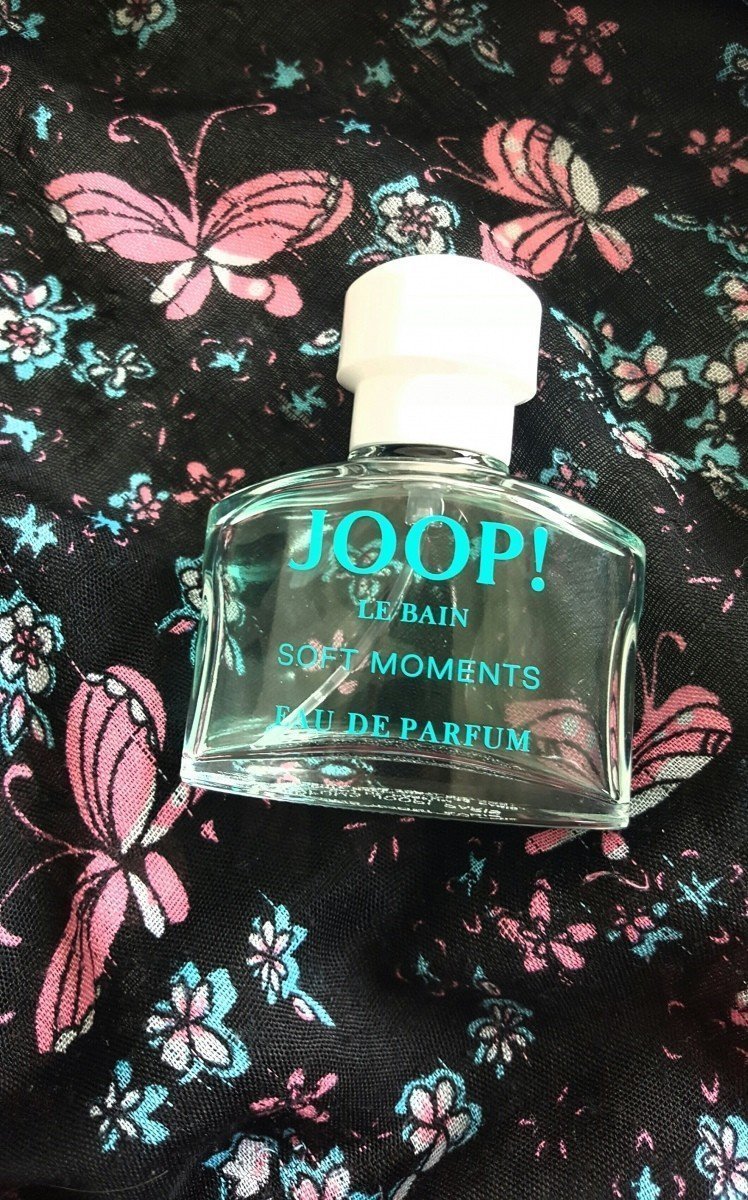 JOOP!
LE BAIN
SOFT MOMENTS
EAU DE PARFUM